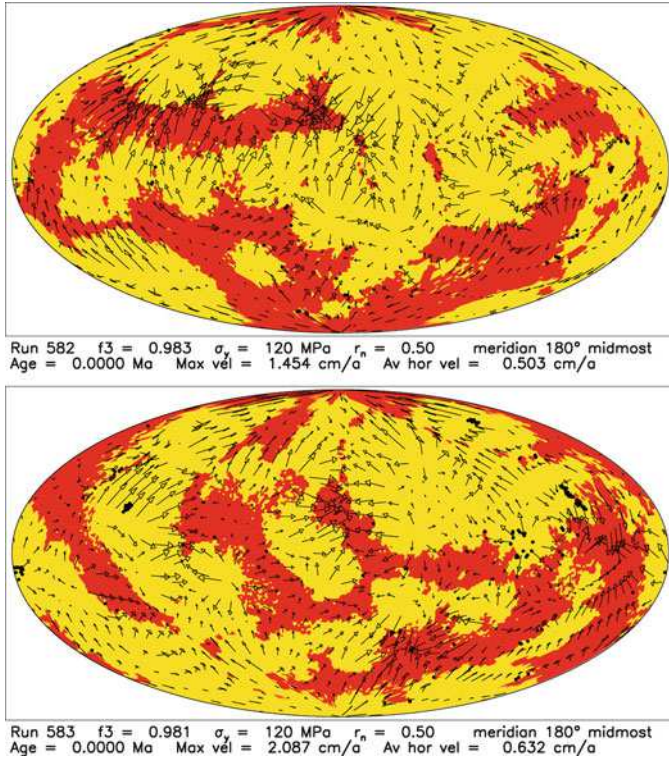 Run 582 f3 = 0.983 σy = 120 MPa rn = 0.50 meridian 180° midmost
Age = 0.0000 Ma Max vel = 1.454 cm/a Av hor vel = 0.503 cm/a
Run 583 f3 = 0.981 σy = 120 MPa rn = 0.50 meridian 180° midmost
Age = 0.0000 Ma Max vel = 2.087 cm/a Av hor vel = 0.632 cm/a